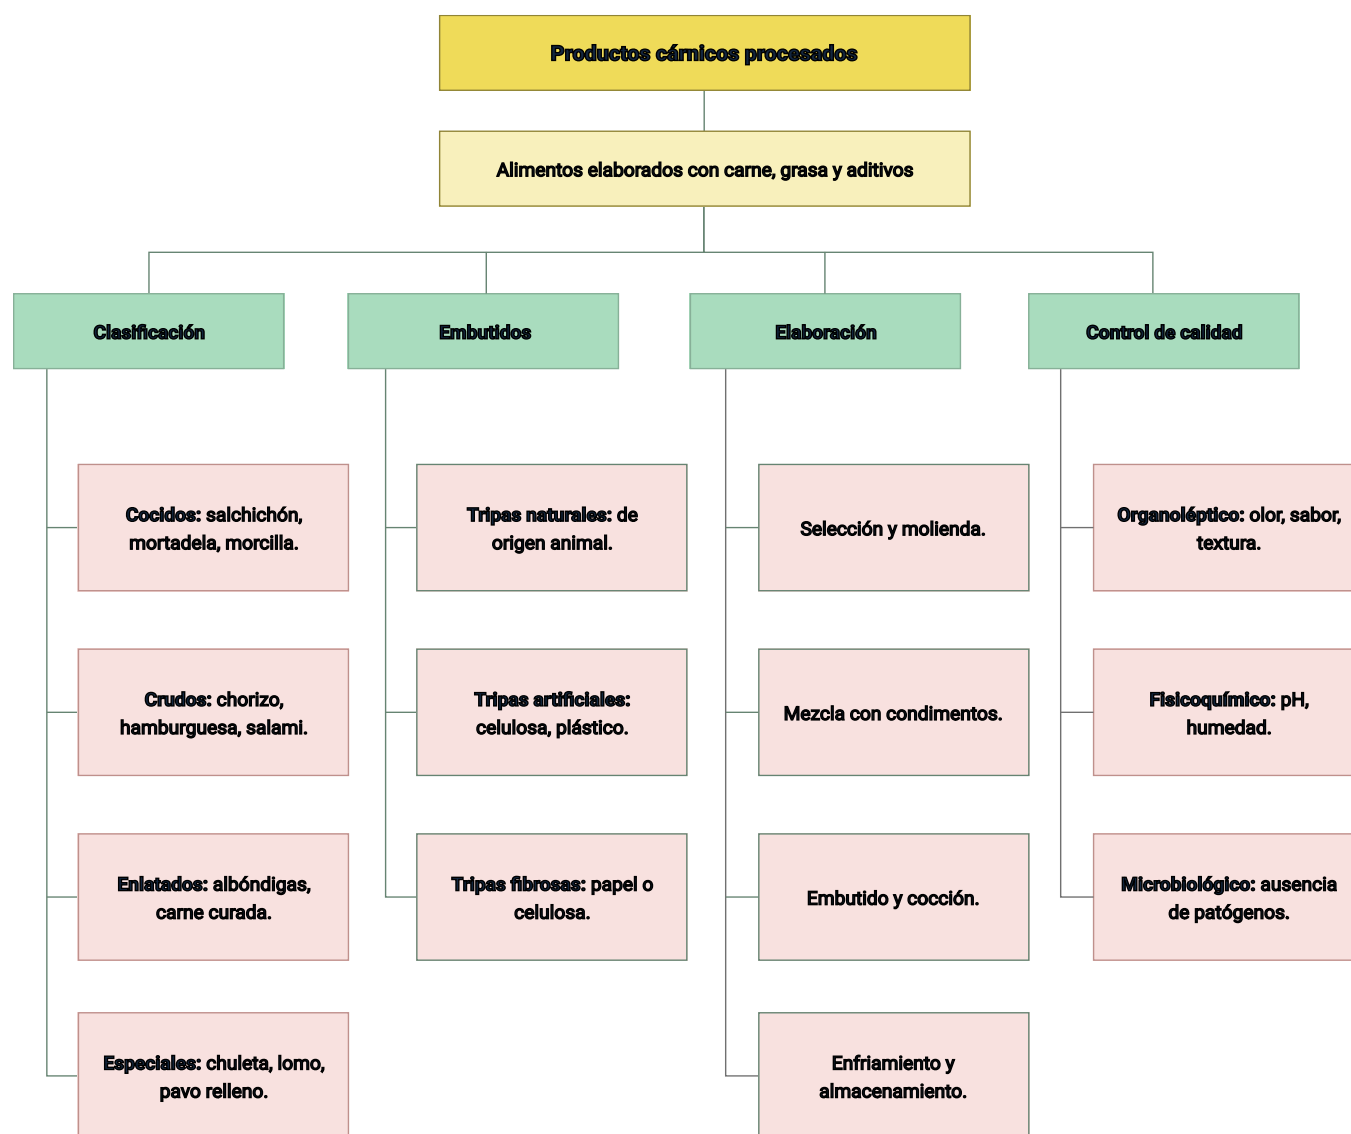 Productos cárnicos procesados
Alimentos elaborados con carne, grasa y aditivos
Clasificación
Embutidos
Elaboración
Control de calidad
Cocidos: salchichón,
mortadela, morcilla.
Crudos: chorizo,
hamburguesa, salami.
Enlatados: albóndigas,
carne curada.
Especiales: chuleta, lomo,
pavo relleno.
Tripas naturales: de
origen animal.
Tripas artificiales:
celulosa, plástico.
Tripas fibrosas: papel o
celulosa.
Selección y molienda.
Mezcla con condimentos.
Embutido y cocción.
Enfriamiento y
almacenamiento.
Organoléptico: olor, sabor,
textura.
Fisicoquímico: pH,
humedad.
Microbiológico: ausencia
de patógenos.